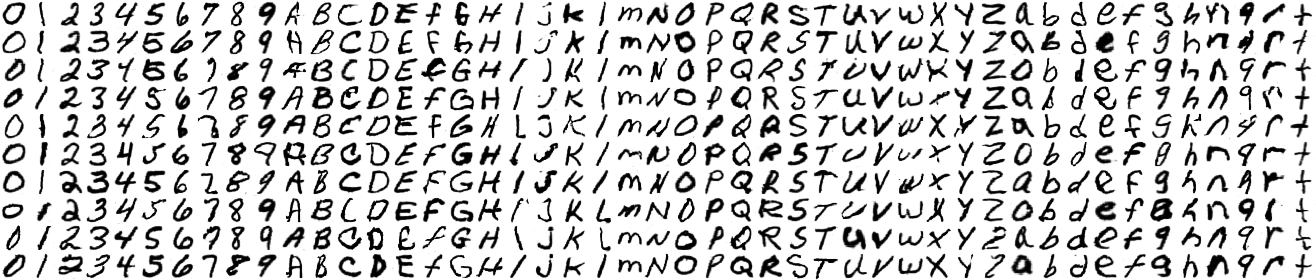 0 1 2 3 4 5 6 7 8 9 A B C D E f G H I j k l m N O P Q R S T U V W X Y Z a b d e f g h n q r t
0 1 2 3 4 5 6 7 8 9 A B C D E F G H I J K l m N O P Q R S T U V W X Y Z a b d e f g h n q r t
0 1 2 3 4 5 6 7 8 9 A B C D E F G H I J K l m N O P Q R S T U V W X Y Z a b d e f g h n q r t
0 1 2 3 4 5 6 7 8 9 A B C D E f G H I j K l m N O P Q R S T U V W X Y Z a b d e f g h n q r t
0 1 2 3 4 5 6 7 8 9 A B C D E f G H I j K l m N O P Q R S T U V W X Y Z a b d e f g h n q r t
0 1 2 3 4 5 6 7 8 9 A B C D E F G H I J K l m N O P Q R S T U V W X Y Z a b d e f g h n q r t
0 1 2 3 4 5 6 7 8 9 A B C D E F G H I J K l m N O P Q R S T U V W X Y Z a b d e f g h n q r t
0 1 2 3 4 5 6 7 8 9 A B C D E F G H I j K L m N O P Q R S T U V W X Y Z a b d e f g h n q r t
0 1 2 3 4 5 6 7 8 9 A B C D E f G H I j K l m N O P Q R S T U V W X Y Z a b d e f g h n q r t
0 1 2 3 4 5 6 7 8 9 A B C D E f G H I J K l m N O P Q R S T U V W X Y Z a b d e f g h n q r t